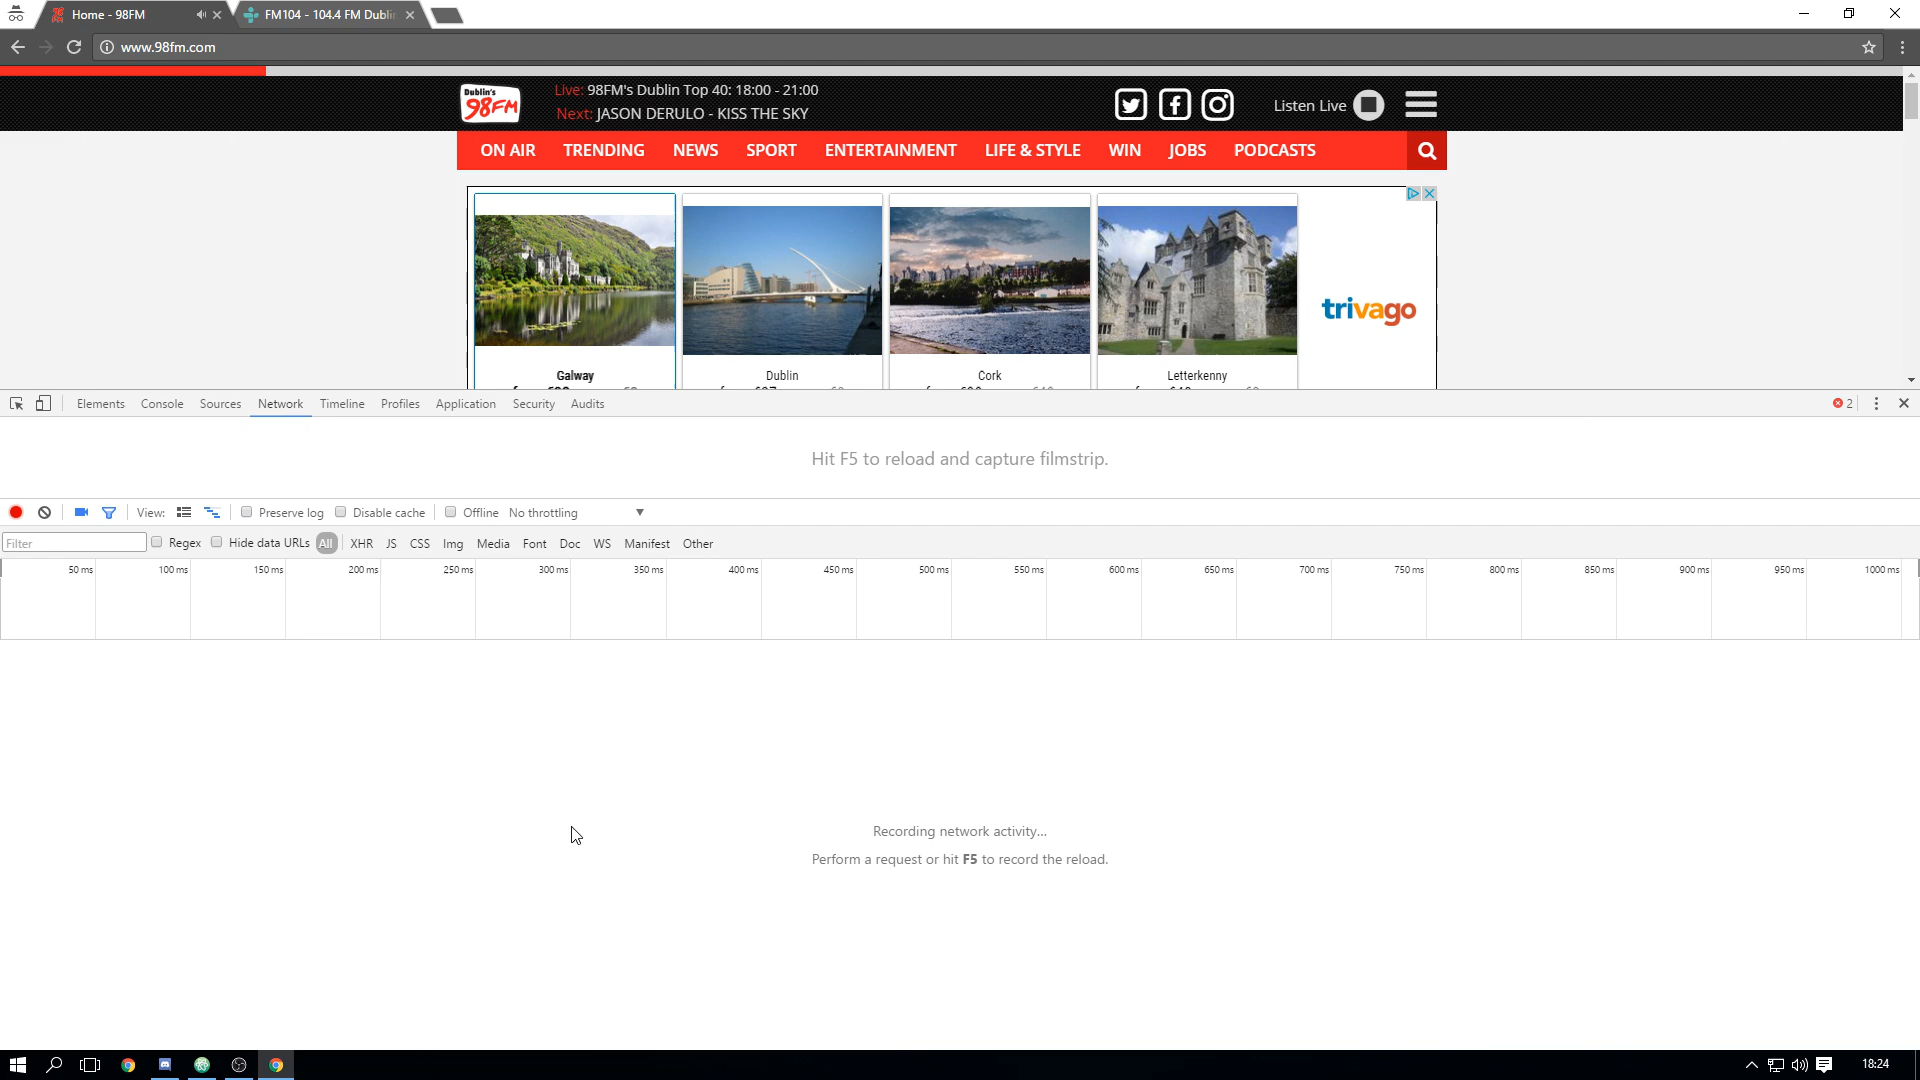 Home - 98FM
FM104 - 104.4 FM Dubli
www.98fm.com
Dublin's
98FM
Live: 98FM's Dublin Top 40: 18:00 - 21:00
Next: JASON DERULO - KISS THE SKY
Listen Live
ON AIR TRENDING NEWS SPORT ENTERTAINMENT LIFE & STYLE WIN JOBS PODCASTS
trivago
Galway Dublin Cork Letterkenny
Elements Console Sources Network Timeline Profiles Application Security Audits 2
Hit F5 to reload and capture filmstrip.
View: Preserve log Disable cache Offline No throttling
Filter Regex Hide data URLs All XHR JS CSS Img Media Font Doc WS Manifest Other
50 ms 100 ms 150 ms 200 ms 250 ms 300 ms 350 ms 400 ms 450 ms 500 ms 550 ms 600 ms 650 ms 700 ms 750 ms 800 ms 850 ms 900 ms 950 ms 1000 ms
Recording network activity...
Perform a request or hit F5 to record the reload.
18:24